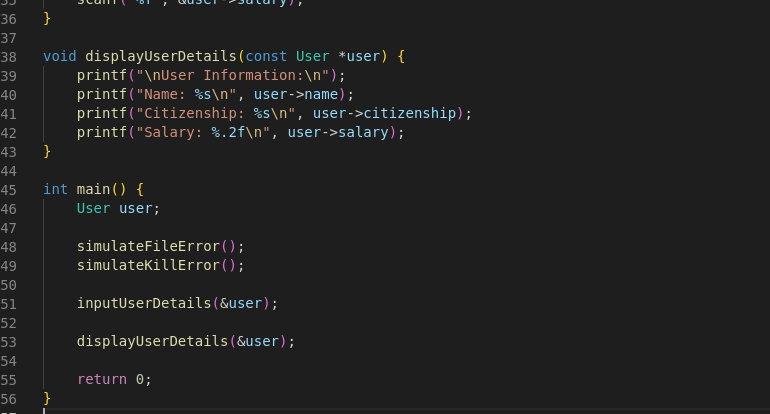 35 scanf("%f", &user->salary);
36 }
37
38 void displayUserDetails(const User *user) {
39     printf("\nUser Information:\n");
40     printf("Name: %s\n", user->name);
41     printf("Citizenship: %s\n", user->citizenship);
42     printf("Salary: %.2f\n", user->salary);
43 }
44
45 int main() {
46     User user;
47
48     simulateFileError();
49     simulateKillError();
50
51     inputUserDetails(&user);
52
53     displayUserDetails(&user);
54
55     return 0;
56 }
57